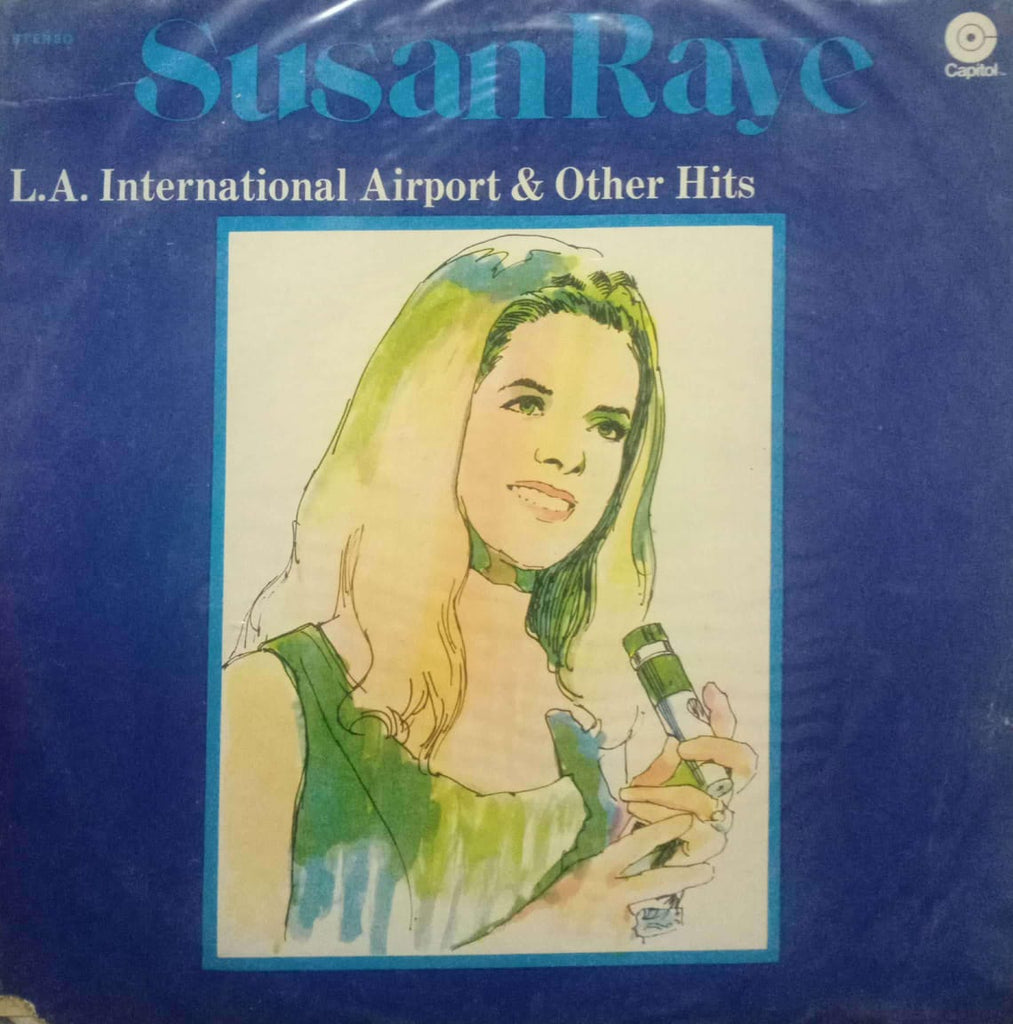 STEREO
Susan Raye
Capitol
L.A. International Airport & Other Hits